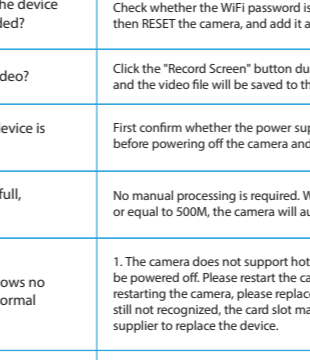 he device
ded?
Check whether the WiFi password is
then RESET the camera, and add it a
deo?
Click the "Record Screen" button du
and the video file will be saved to th
evice is
First confirm whether the power sup
before powering off the camera and
full,
No manual processing is required. W
or equal to 500M, the camera will au
ows no
ormal
1. The camera does not support hot
be powered off. Please restart the ca
restarting the camera, please replac
still not recognized, the card slot ma
supplier to replace the device.